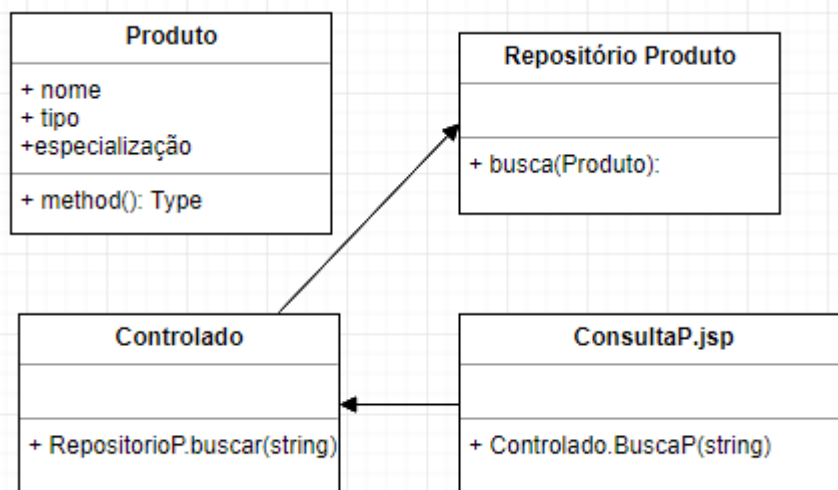 Produto
+ nome
+ tipo
+especialização
+ method(): Type
Repositório Produto
+ busca(Produto):
Controlado
+ RepositorioP.buscar(string)
ConsultaP.jsp
+ Controlado.BuscaP(string)